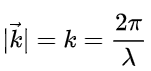 |k⃗| = k = 2π/λ